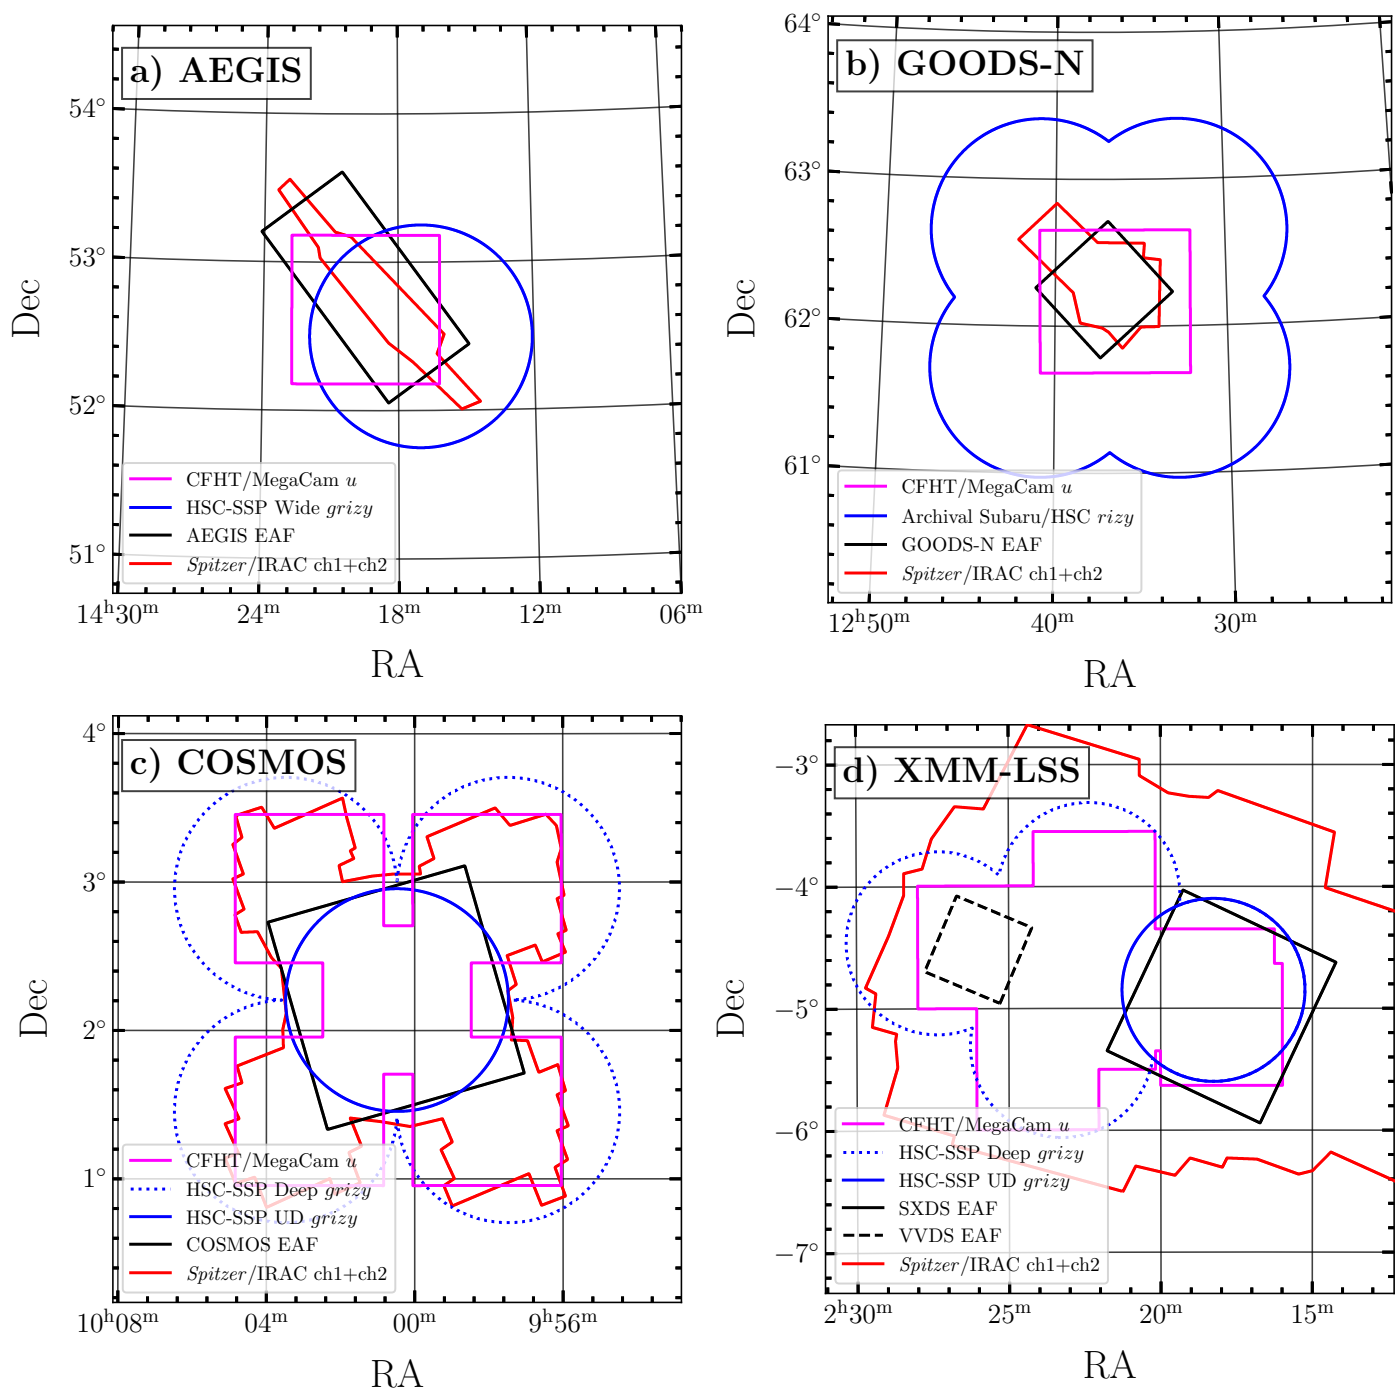 a) AEGIS
54°
53°
52°
51°
Dec
CFHT/MegaCam u
HSC-SSP Wide grizy
AEGIS EAF
Spitzer/IRAC ch1+ch2
14ʰ30ᵐ 24ᵐ 18ᵐ 12ᵐ 06ᵐ
RA
b) GOODS-N
64°
63°
62°
61°
Dec
CFHT/MegaCam u
Archival Subaru/HSC rizy
GOODS-N EAF
Spitzer/IRAC ch1+ch2
12ʰ50ᵐ 40ᵐ 30ᵐ
RA
c) COSMOS
4°
3°
2°
1°
Dec
CFHT/MegaCam u
HSC-SSP Deep grizy
HSC-SSP UD grizy
COSMOS EAF
Spitzer/IRAC ch1+ch2
10ʰ08ᵐ 04ᵐ 00ᵐ 9ʰ56ᵐ
RA
d) XMM-LSS
−3°
−4°
−5°
−6°
−7°
Dec
CFHT/MegaCam u
HSC-SSP Deep grizy
HSC-SSP UD grizy
SXDS EAF
VVDS EAF
Spitzer/IRAC ch1+ch2
2ʰ30ᵐ 25ᵐ 20ᵐ 15ᵐ
RA